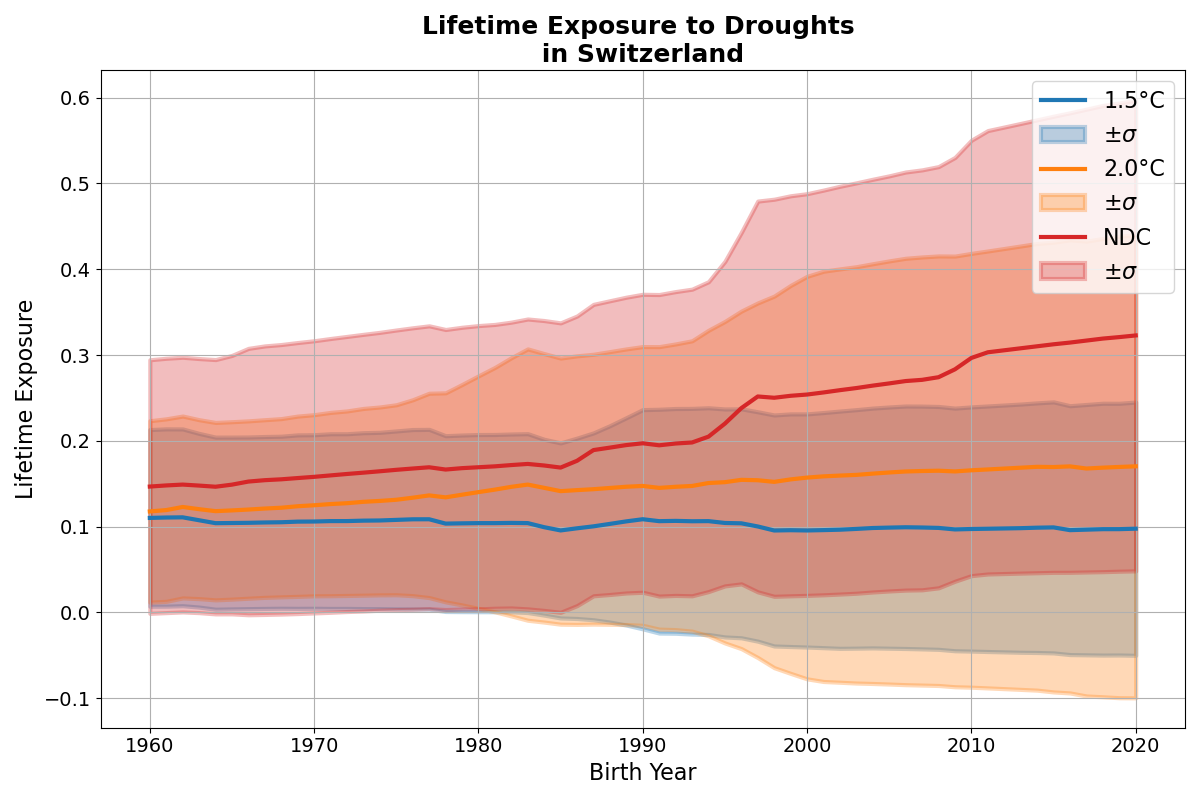 Lifetime Exposure to Droughts
in Switzerland
1.5°C
±σ
2.0°C
±σ
NDC
±σ
Lifetime Exposure
0.6
0.5
0.4
0.3
0.2
0.1
0.0
−0.1
1960
1970
1980
1990
2000
2010
2020
Birth Year